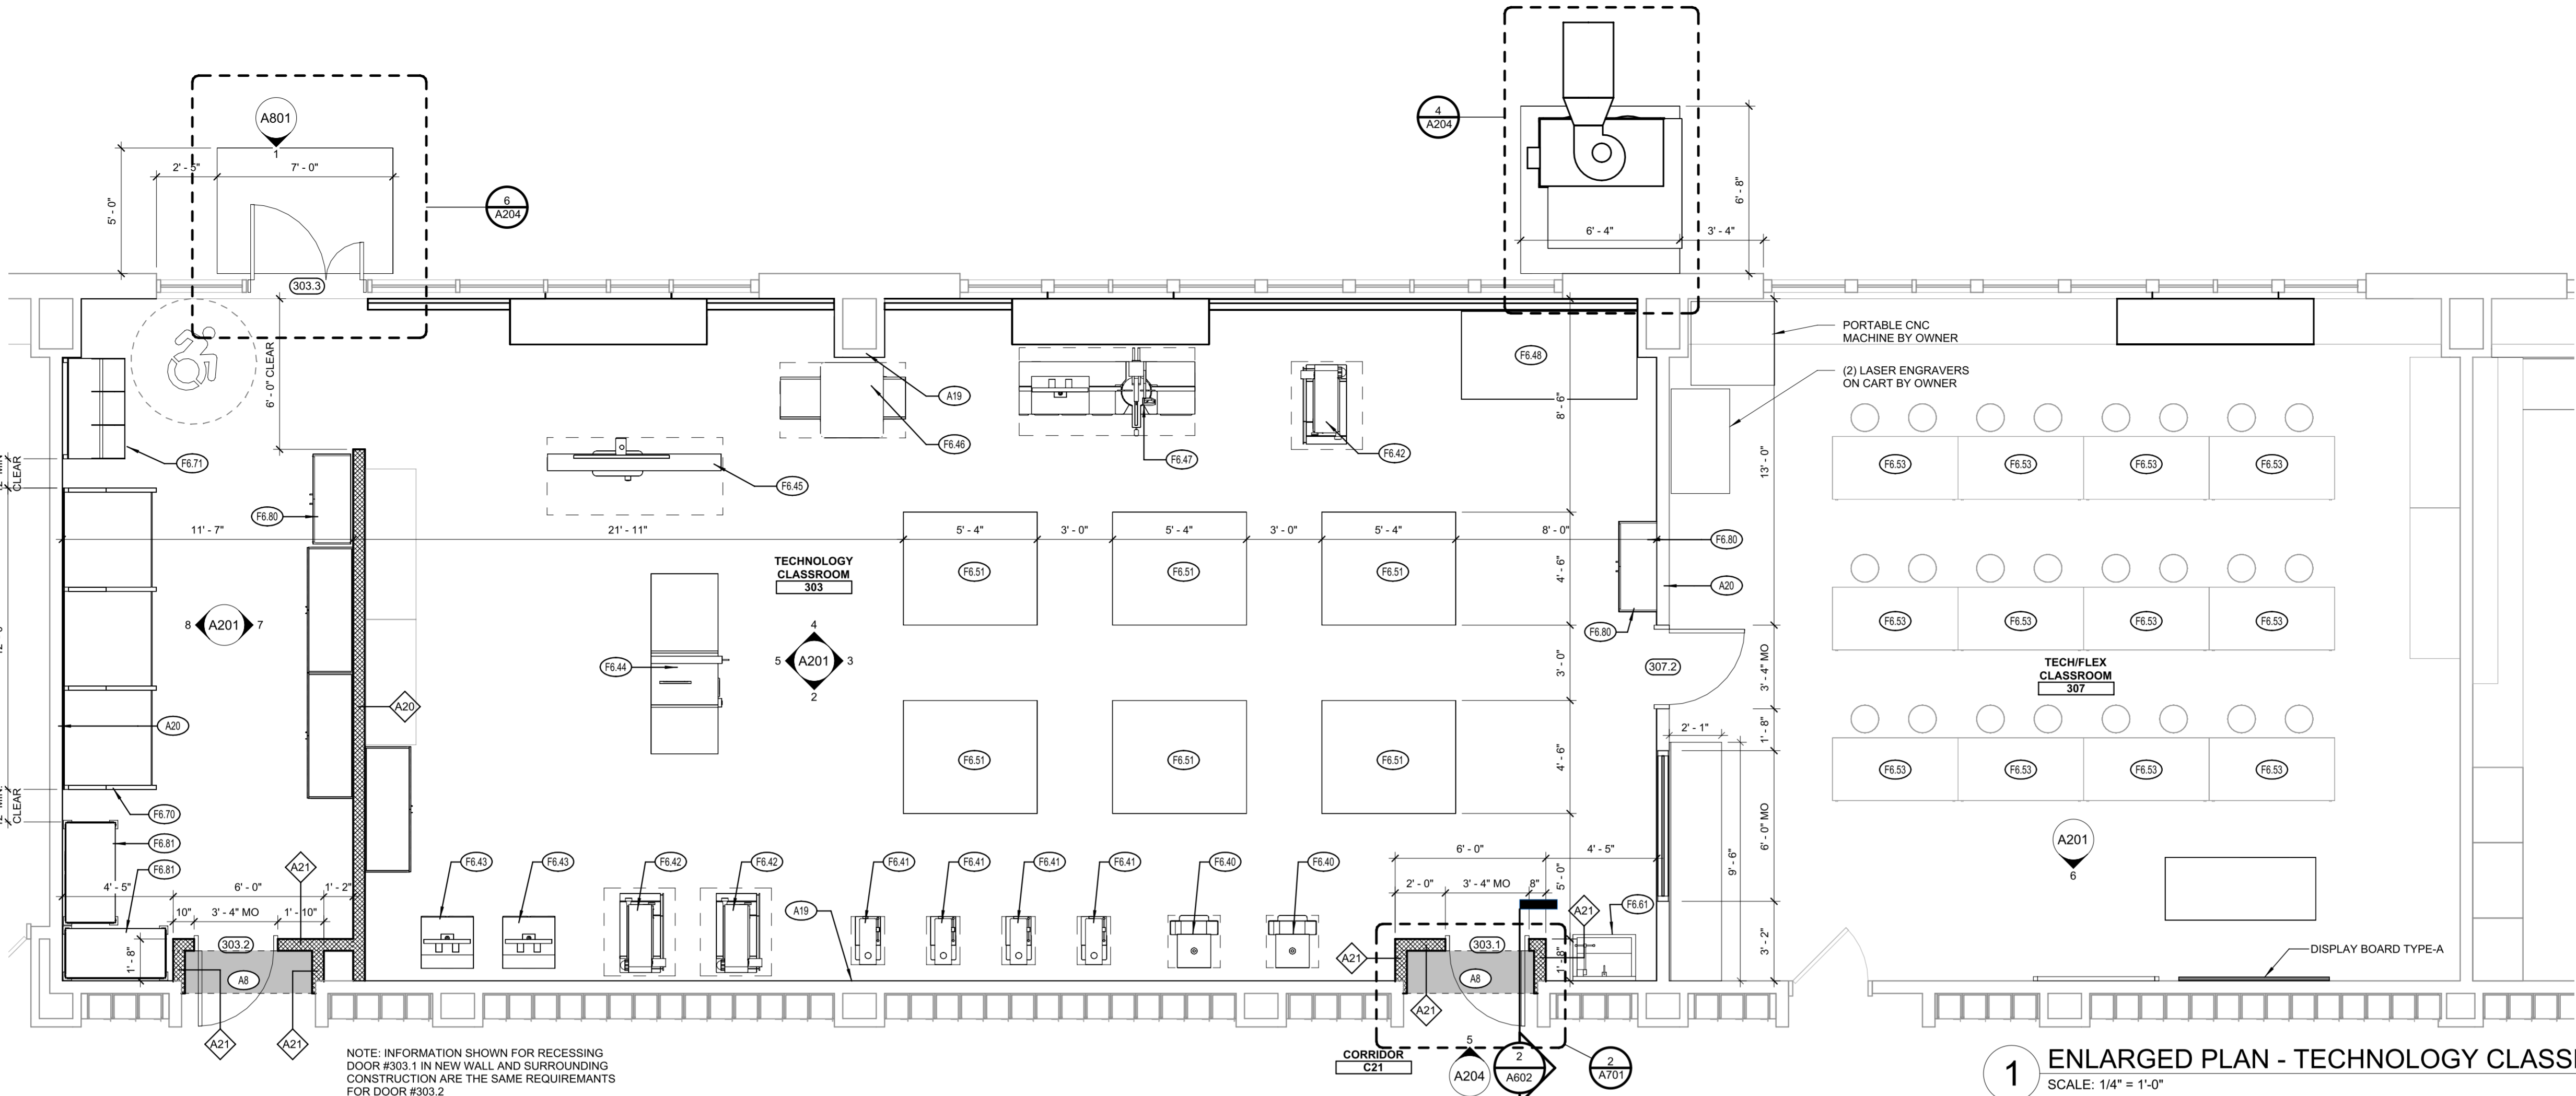 A801
1
2' - 5"
7' - 0"
5' - 0"
6
A204
303.3
4
A204
6' - 8"
6' - 4"
3' - 4"
6' - 0" CLEAR
PORTABLE CNC
MACHINE BY OWNER
(2) LASER ENGRAVERS
ON CART BY OWNER
F6.48
8' - 6"
A19
F6.46
F6.47
F6.42
F6.45
F6.71
CLEAR
F6.80
13' - 0"
F6.53
F6.53
F6.53
F6.53
11' - 7"
21' - 11"
5' - 4"
3' - 0"
5' - 4"
3' - 0"
5' - 4"
8' - 0"
F6.80
TECHNOLOGY
CLASSROOM
303
F6.51
F6.51
F6.51
4' - 6"
A20
8
A201
7
4
5
A201
3
2
F6.80
F6.53
F6.53
F6.53
F6.53
F6.44
3' - 0"
307.2
3' - 4" MO
TECH/FLEX
CLASSROOM
307
A20
A20
2' - 1"
1' - 8"
F6.51
F6.51
F6.51
4' - 6"
F6.53
F6.53
F6.53
F6.53
CLEAR
F6.70
F6.81
F6.81
A21
6' - 0" MO
9' - 6"
A201
6
F6.43
F6.43
F6.42
F6.42
F6.41
F6.41
F6.41
F6.41
F6.40
F6.40
6' - 0"
4' - 5"
5' - 0"
4' - 5"
6' - 0"
1' - 2"
10"
3' - 4" MO
1' - 10"
2' - 0"
3' - 4" MO
8"
A19
A21
F6.61
3' - 2"
1' - 8"
303.2
A8
A21
303.1
A8
1' - 8"
DISPLAY BOARD TYPE-A
A21
A21
A21
NOTE: INFORMATION SHOWN FOR RECESSING
DOOR #303.1 IN NEW WALL AND SURROUNDING
CONSTRUCTION ARE THE SAME REQUIREMANTS
FOR DOOR #303.2
CORRIDOR
C21
5
A204
2
A602
2
A701
1
ENLARGED PLAN - TECHNOLOGY CLASS
SCALE: 1/4" = 1'-0"